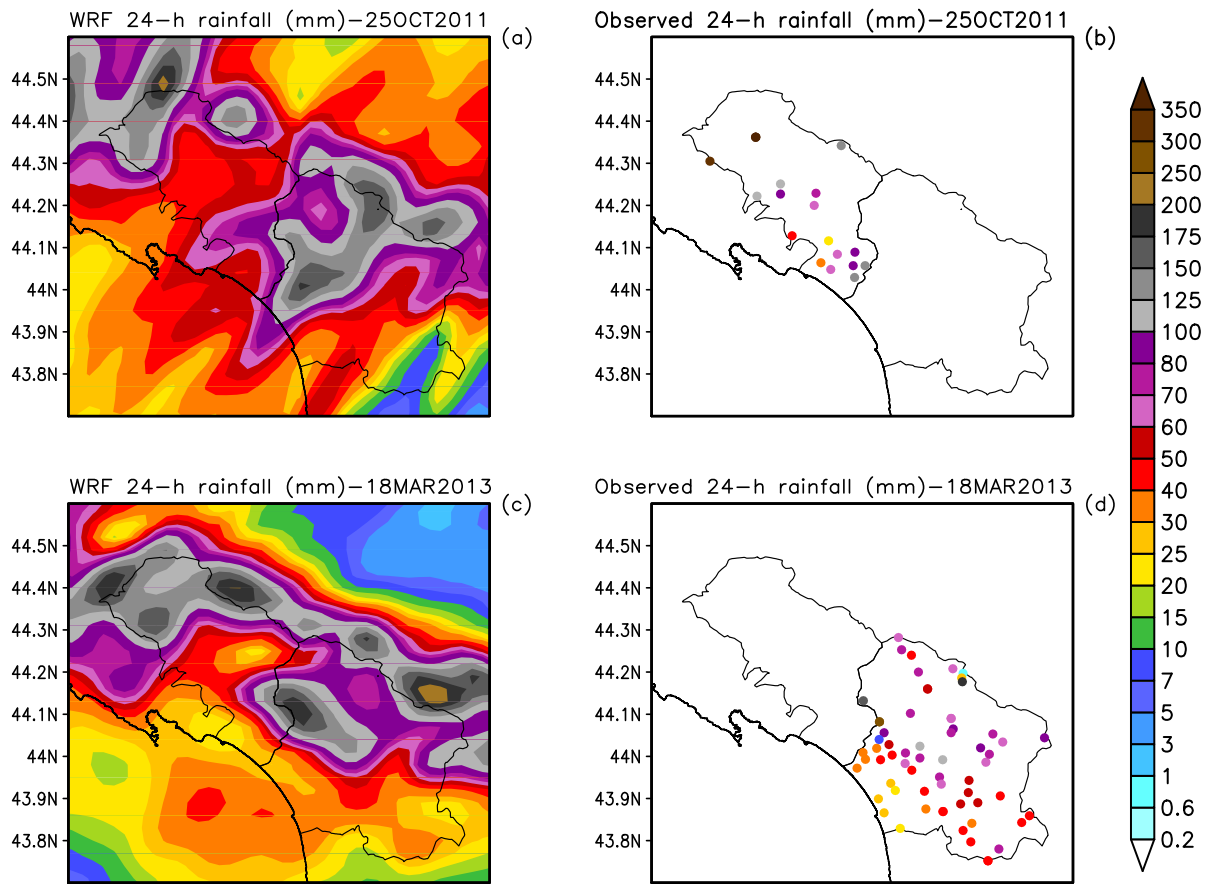 WRF 24-h rainfall (mm)-25OCT2011
(a)
44.5N
44.4N
44.3N
44.2N
44.1N
44N
43.9N
43.8N
Observed 24-h rainfall (mm)-25OCT2011
(b)
44.5N
44.4N
44.3N
44.2N
44.1N
44N
43.9N
43.8N
WRF 24-h rainfall (mm)-18MAR2013
(c)
44.5N
44.4N
44.3N
44.2N
44.1N
44N
43.9N
43.8N
Observed 24-h rainfall (mm)-18MAR2013
(d)
44.5N
44.4N
44.3N
44.2N
44.1N
44N
43.9N
43.8N
350
300
250
200
175
150
125
100
80
70
60
50
40
30
25
20
15
10
7
5
3
1
0.6
0.2